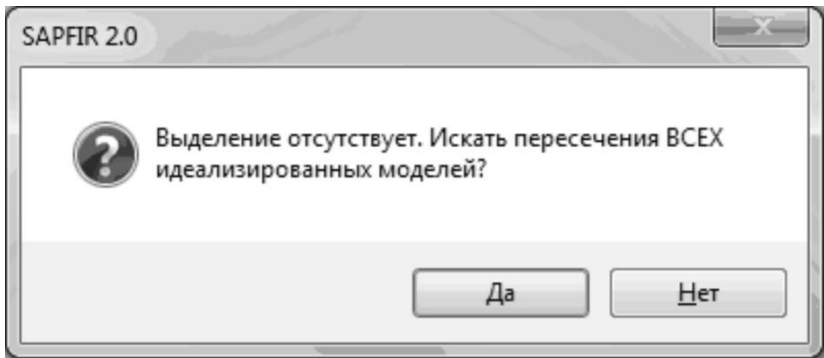 SAPFIR 2.0
Выделение отсутствует. Искать пересечения ВСЕХ
идеализированных моделей?
Да
Нет